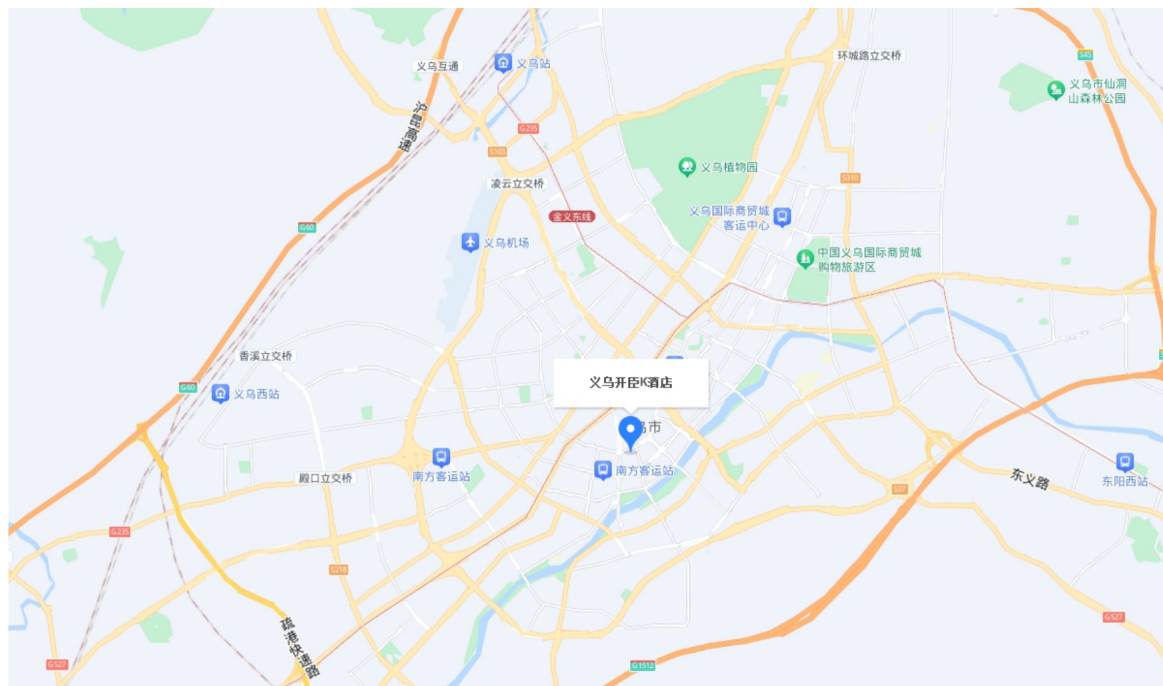 义乌互通
义乌站
环城路立交桥
S45
义乌市仙洞
山森林公园
沪昆高速
G235
S103
凌云立交桥
义乌植物园
S310
金义东线
义乌国际商贸城
客运中心
G60
义乌机场
中国义乌国际商贸城
购物旅游区
香溪立交桥
G60
义乌西站
义乌开臣K酒店
乌市
南方客运站
南方客运站
殿口立交桥
东阳西站
东义路
S37
G235
S218
疏港快速路
G527
G527
G1512